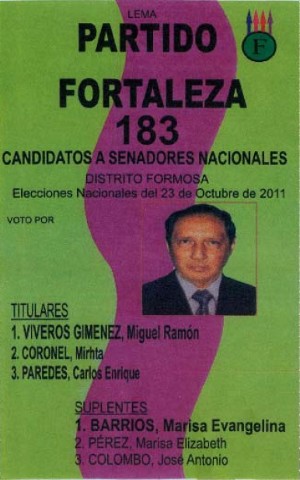 LEMA
PARTIDO
F
FORTALEZA
183
CANDIDATOS A SENADORES NACIONALES
DISTRITO FORMOSA
Elecciones Nacionales del 23 de Octubre de 2011
VOTO POR
TITULARES
1. VIVEROS GIMENEZ, Miguel Ramón
2. CORONEL, Mirhta
3. PAREDES, Carlos Enrique
SUPLENTES
1. BARRIOS, Marisa Evangelina
2. PÉREZ, Marisa Elizabeth
3. COLOMBO, José Antonio